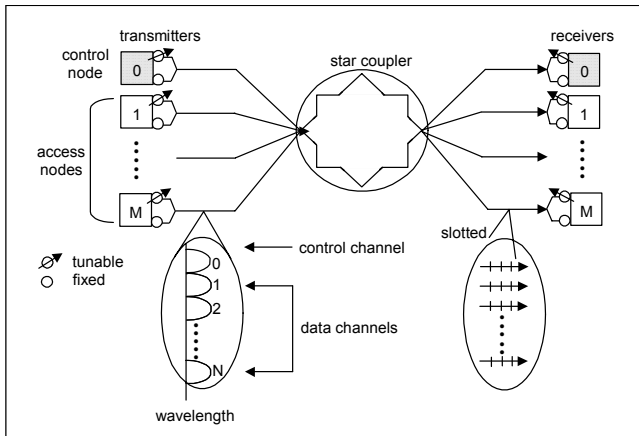 transmitters
receivers
control
node
star coupler
0
0
1
1
access
nodes
M
M
slotted
control channel
tunable
fixed
0
1
2
data channels
N
wavelength